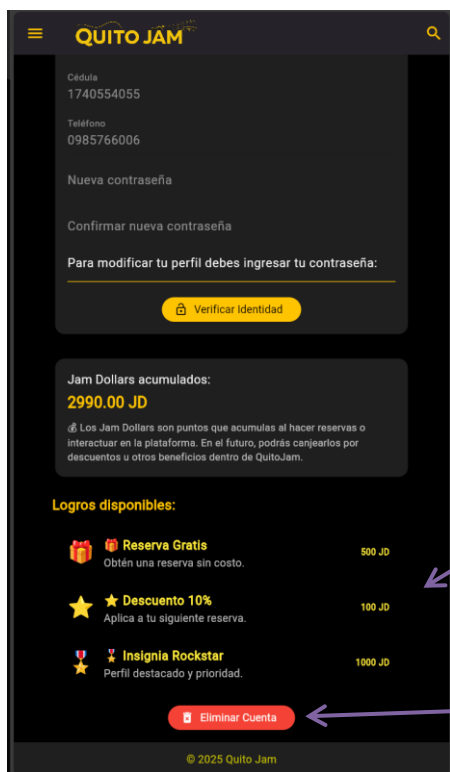 QUITO JAM
Cédula
1740554055
Teléfono
0985766006
Nueva contraseña
Confirmar nueva contraseña
Para modificar tu perfil debes ingresar tu contraseña:
Verificar Identidad
Jam Dollars acumulados:
2990.00 JD
💰 Los Jam Dollars son puntos que acumulas al hacer reservas o
interactuar en la plataforma. En el futuro, podrás canjearlos por
descuentos u otros beneficios dentro de QuitoJam.
Logros disponibles:
🎁 Reserva Gratis
500 JD
Obtén una reserva sin costo.
⭐ Descuento 10%
100 JD
Aplica a tu siguiente reserva.
🎖 Insignia Rockstar
1000 JD
Perfil destacado y prioridad.
Eliminar Cuenta
© 2025 Quito Jam